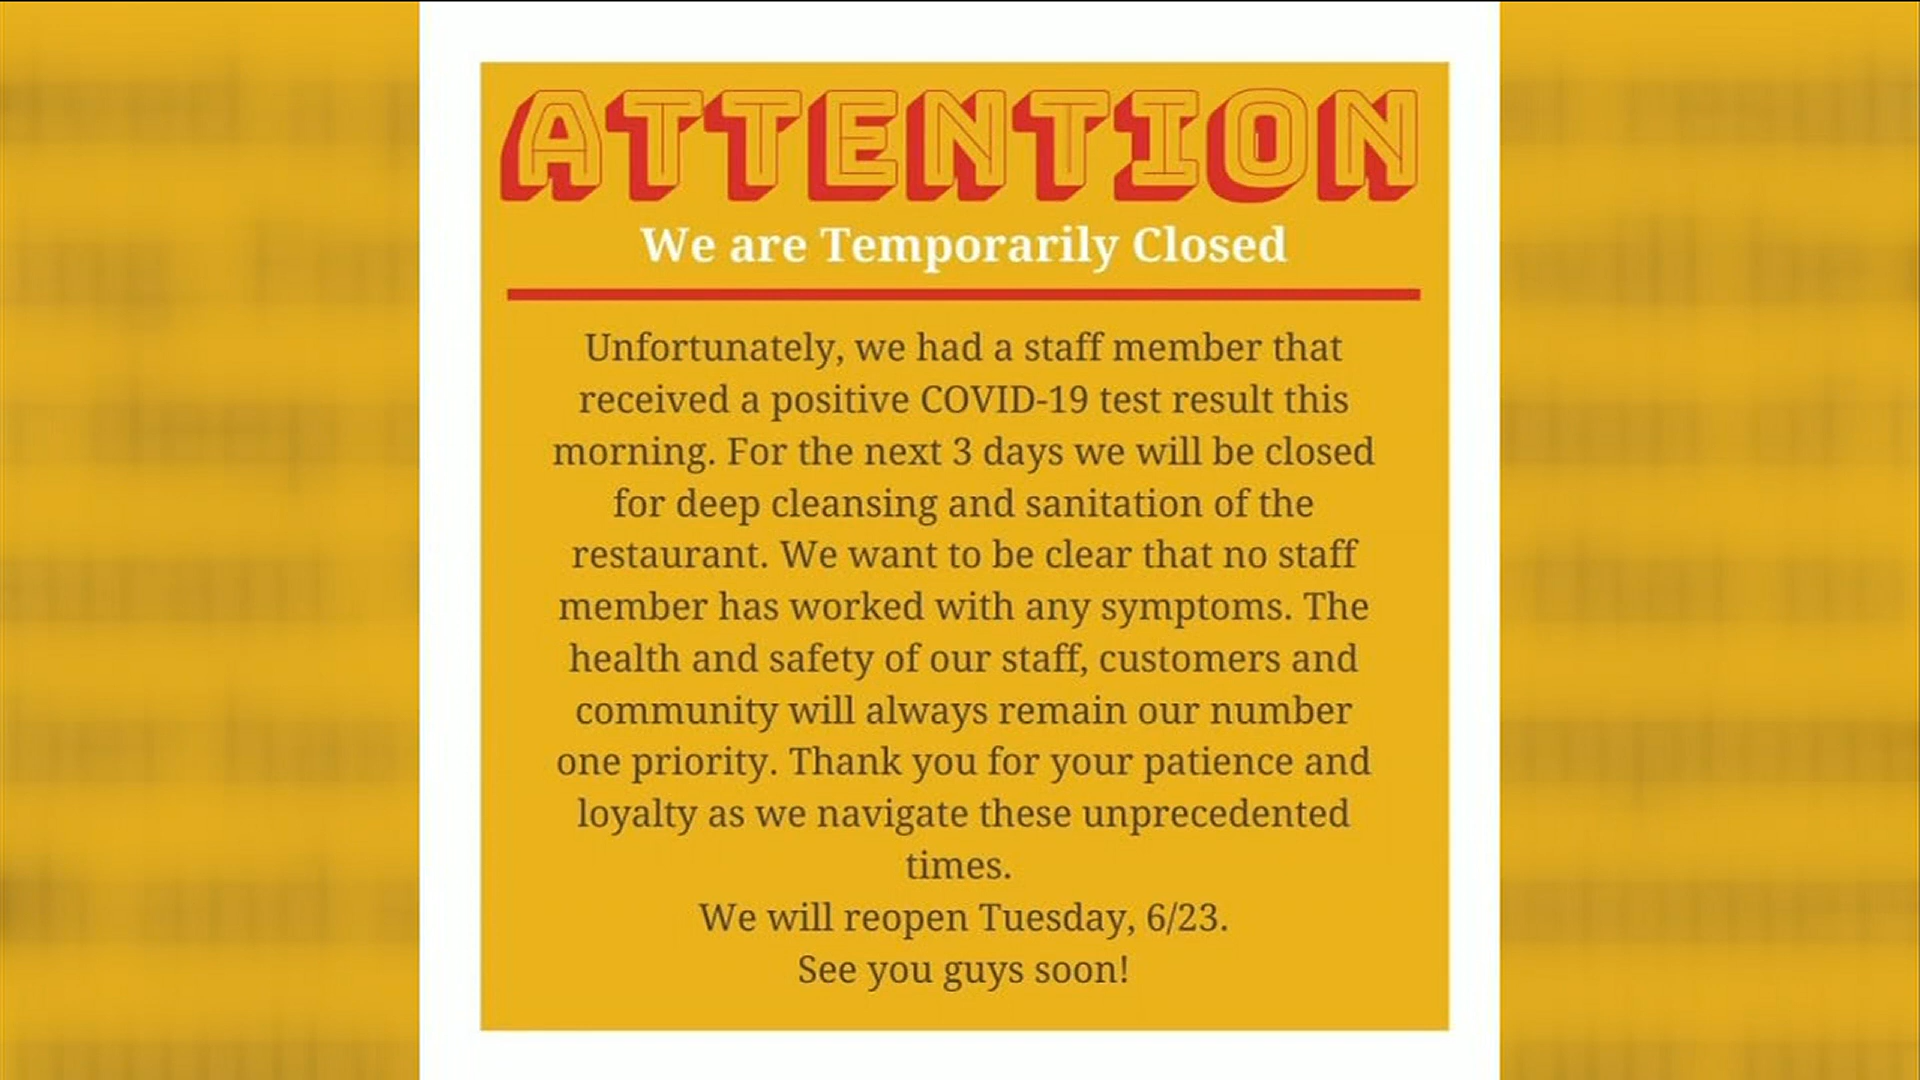 ATTENTION
We are Temporarily Closed
Unfortunately, we had a staff member that
received a positive COVID-19 test result this
morning. For the next 3 days we will be closed
for deep cleansing and sanitation of the
restaurant. We want to be clear that no staff
member has worked with any symptoms. The
health and safety of our staff, customers and
community will always remain our number
one priority. Thank you for your patience and
loyalty as we navigate these unprecedented
times.
We will reopen Tuesday, 6/23.
See you guys soon!